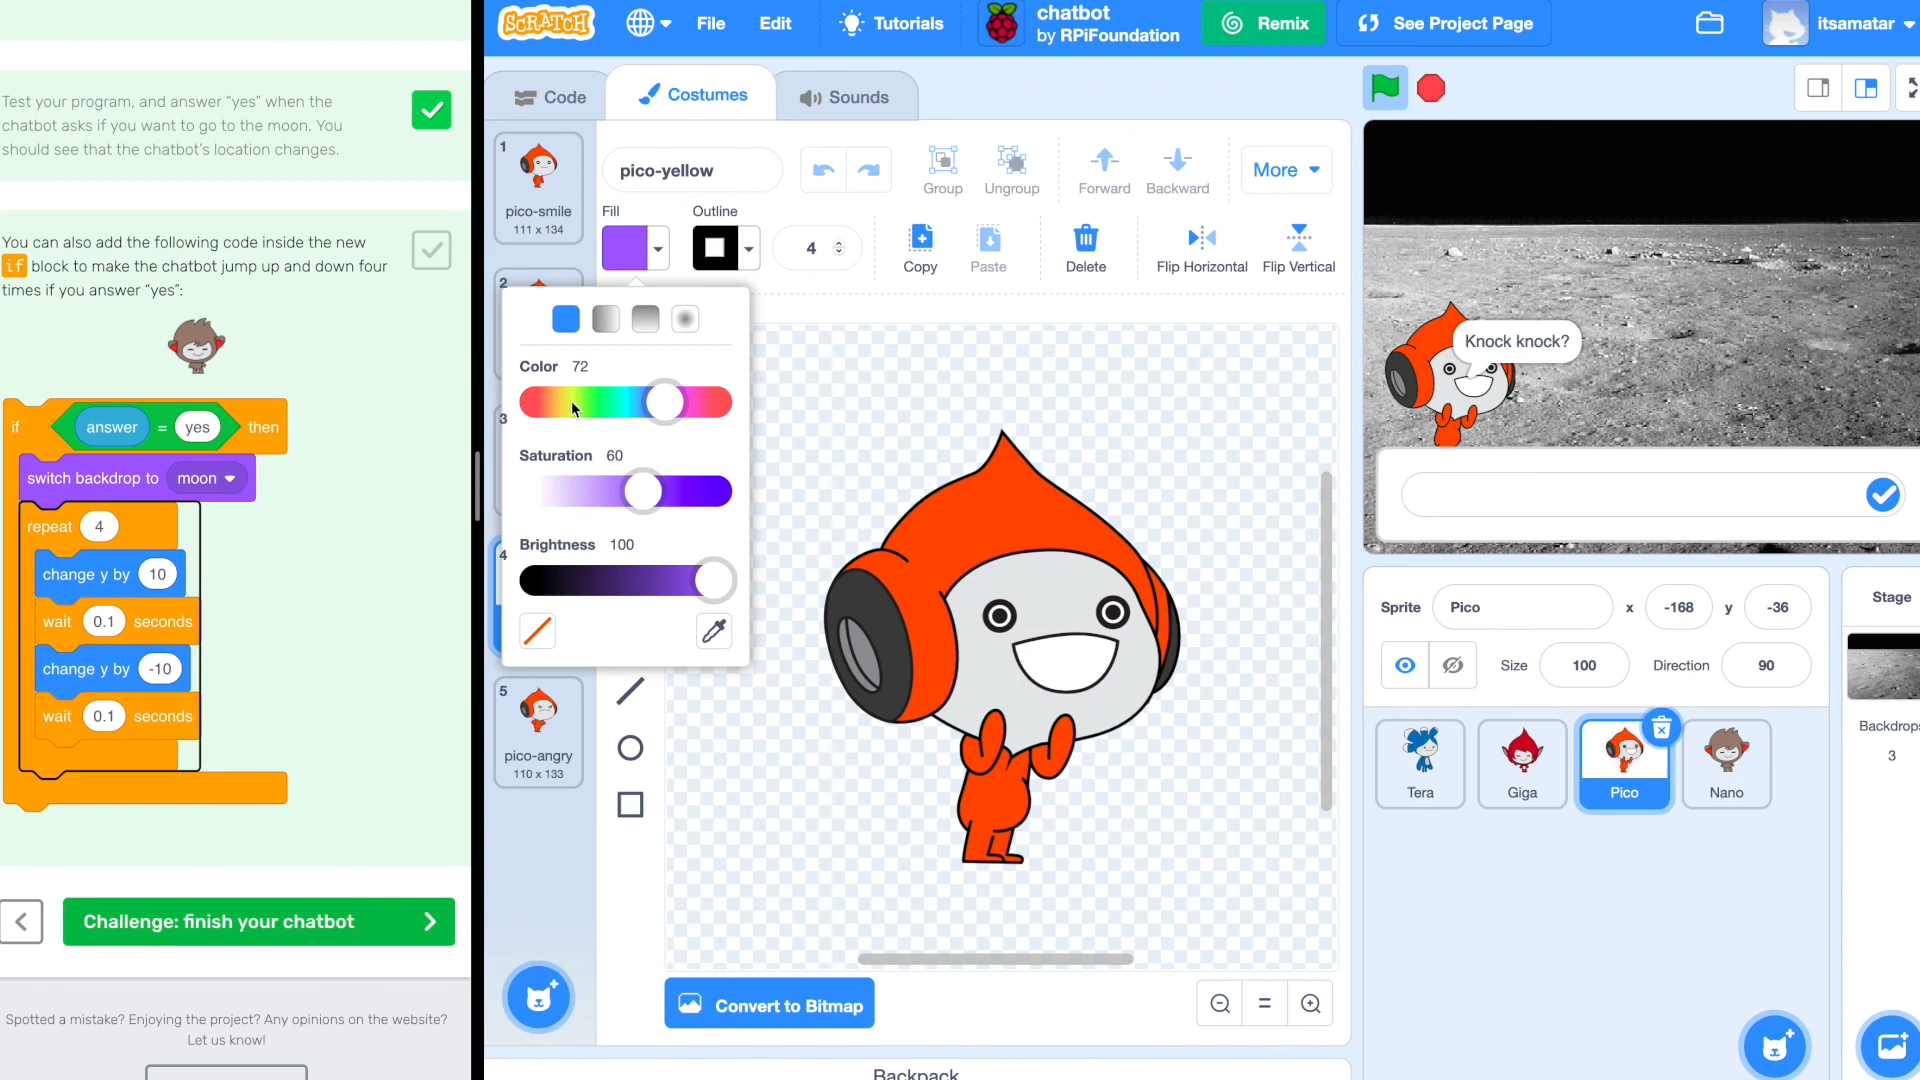 Test your program, and answer “yes” when the
chatbot asks if you want to go to the moon. You
should see that the chatbot’s location changes.
You can also add the following code inside the new
if block to make the chatbot jump up and down four
times if you answer “yes”:
if answer = yes then
switch backdrop to moon
repeat 4
change y by 10
wait 0.1 seconds
change y by -10
wait 0.1 seconds
Challenge: finish your chatbot
Spotted a mistake? Enjoying the project? Any opinions on the website?
Let us know!
SCRATCH
File
Edit
Tutorials
chatbot
by RPiFoundation
Remix
See Project Page
itsamatar
Code
Costumes
Sounds
1
pico-smile
111 x 134
2
3
4
5
pico-angry
110 x 133
pico-yellow
Group
Ungroup
Forward
Backward
More
Fill
Outline
4
Copy
Paste
Delete
Flip Horizontal
Flip Vertical
Color 72
Saturation 60
Brightness 100
Convert to Bitmap
Backpack
Knock knock?
Sprite
Pico
x
-168
y
-36
Size
100
Direction
90
Tera
Giga
Pico
Nano
Stage
Backdrops
3